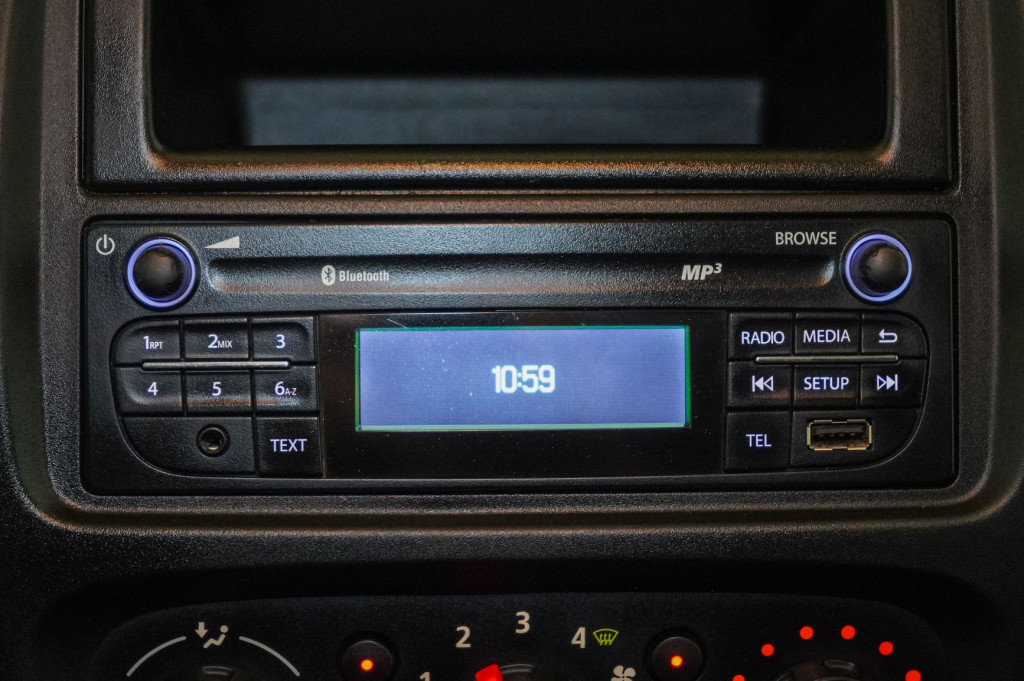 BROWSE
Bluetooth
MP3
1RPT 2MIX 3
RADIO MEDIA
10:59
4 5 6A-Z
SETUP
TEXT
TEL
2 3 4
1